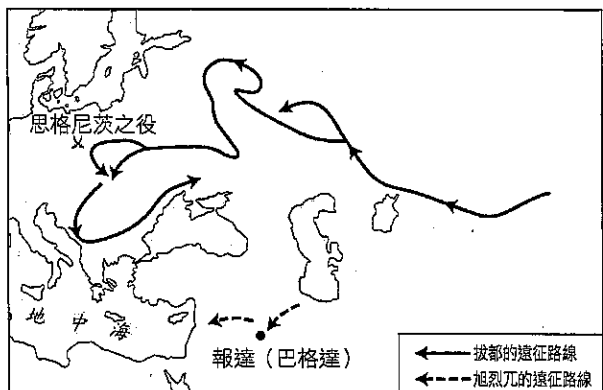 思格尼茨之役
地中海
報達（巴格達）
拔都的遠征路線
旭烈兀的遠征路線